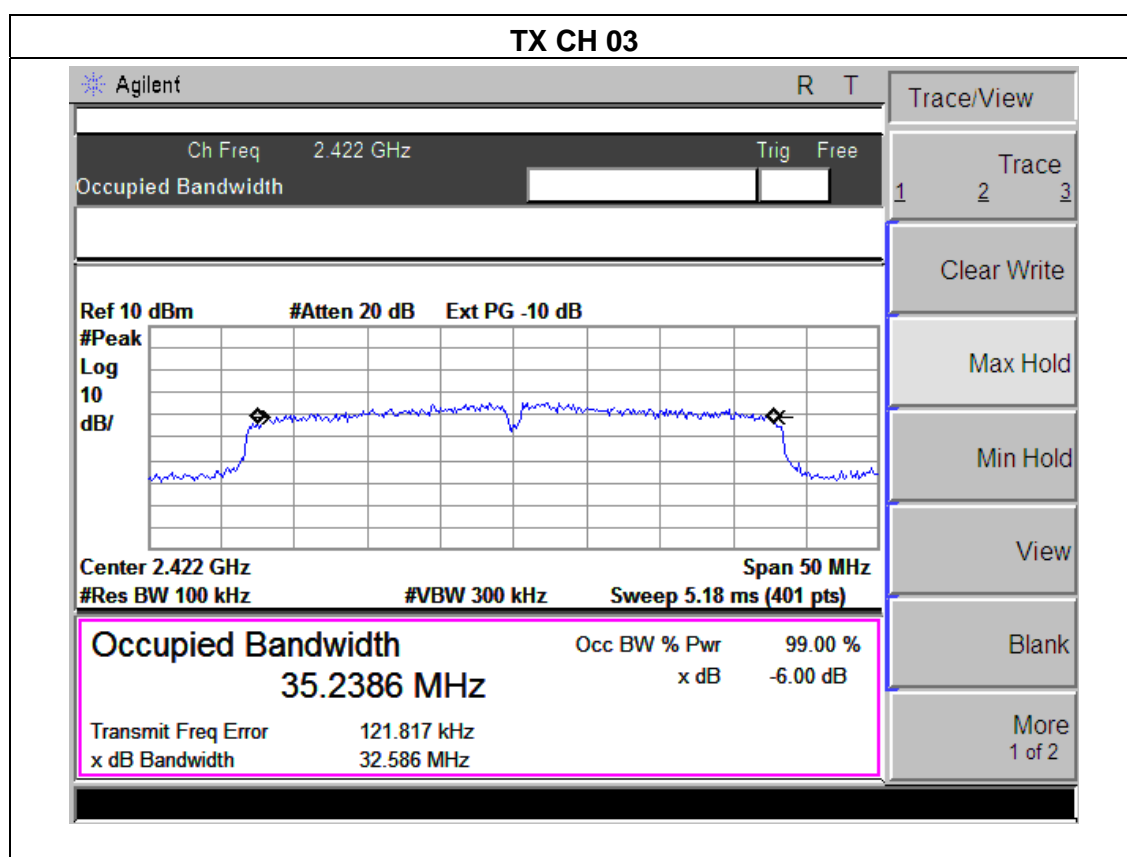 TX CH 03
Agilent R T
Trace/View
Ch Freq 2.422 GHz Trig Free
Occupied Bandwidth
Trace
1 2 3
Clear Write
Max Hold
Min Hold
View
Blank
More
1 of 2
Ref 10 dBm #Atten 20 dB Ext PG -10 dB
#Peak
Log
10
dB/
Center 2.422 GHz Span 50 MHz
#Res BW 100 kHz #VBW 300 kHz Sweep 5.18 ms (401 pts)
Occupied Bandwidth Occ BW % Pwr 99.00 %
35.2386 MHz x dB -6.00 dB
Transmit Freq Error 121.817 kHz
x dB Bandwidth 32.586 MHz